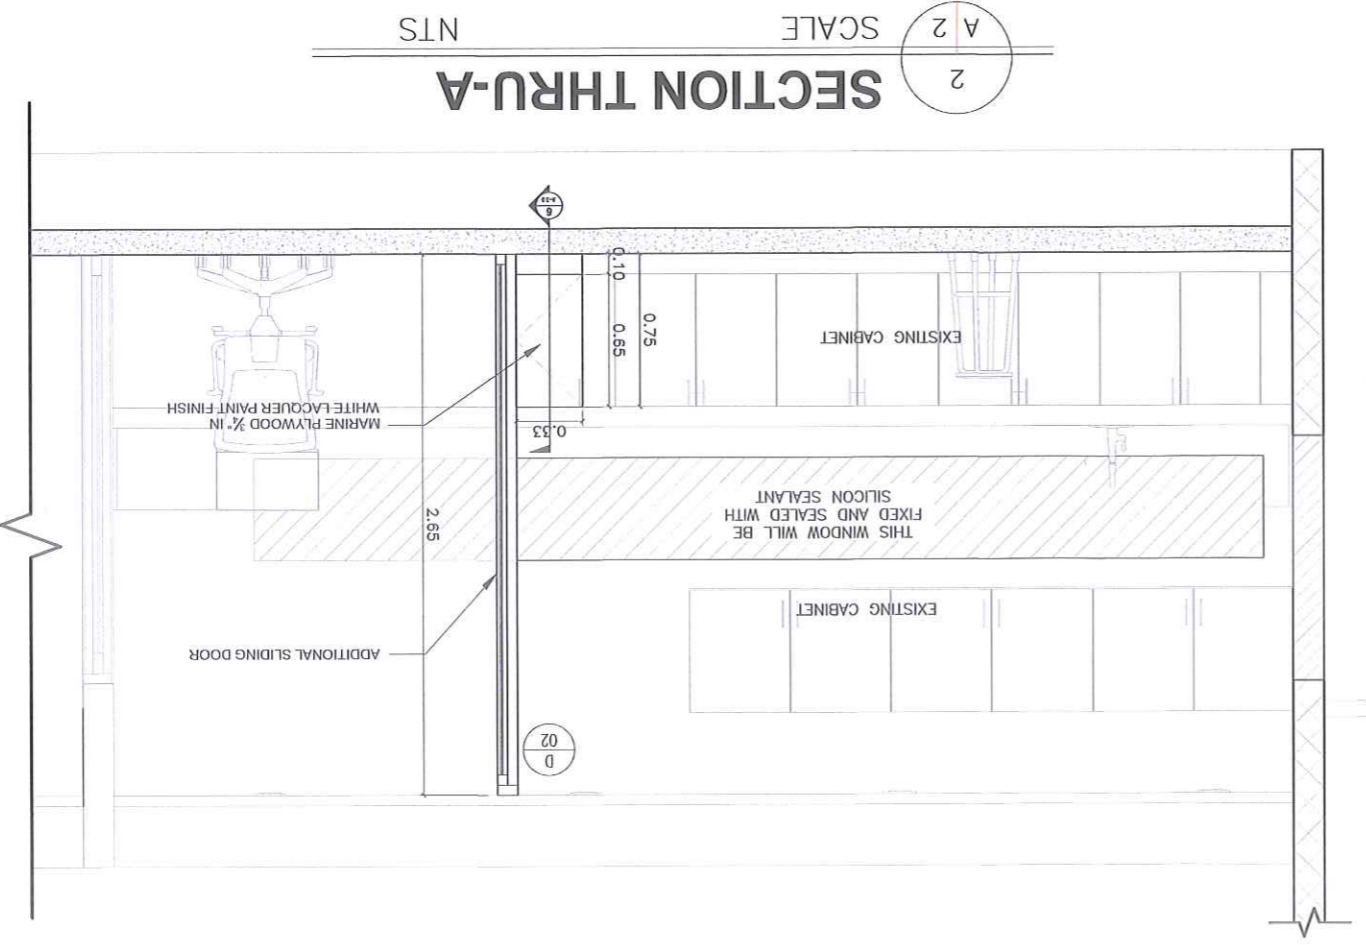 D
02
ADDITIONAL SLIDING DOOR
EXISTING CABINET
THIS WINDOW WILL BE
FIXED AND SEALED WITH
SILICON SEALANT
2.65
0.33
MARINE PLYWOOD ¾" IN
WHITE LACQUER PAINT FINISH
EXISTING CABINET
0.75
0.65
0.10
6
2
A 2
SECTION THRU-A
SCALE NTS